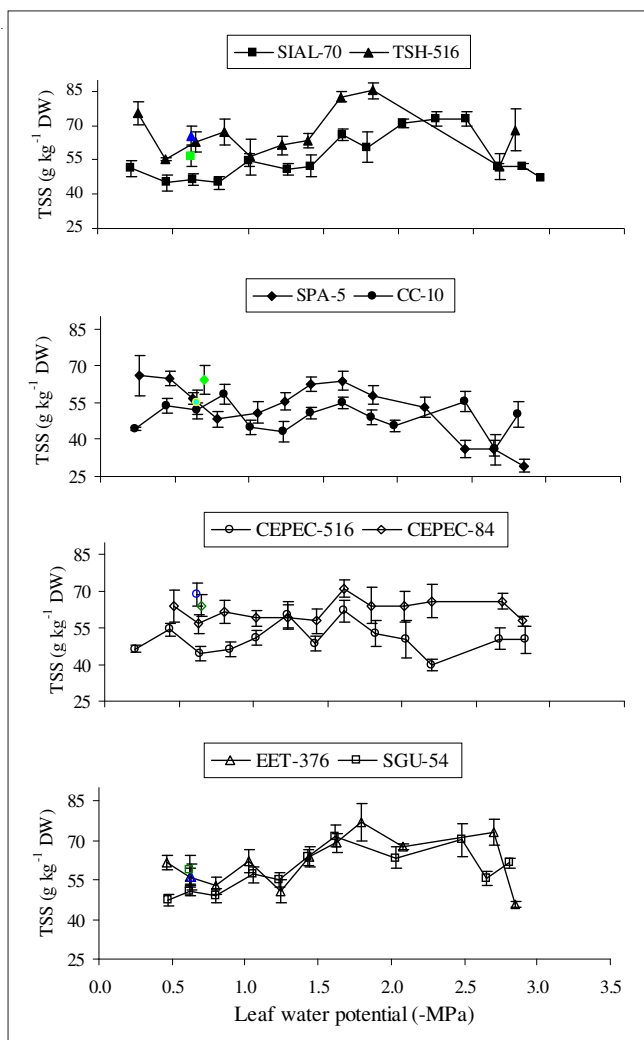 SIAL-70 TSH-516
TSS (g kg⁻¹ DW)
85
70
55
40
25
SPA-5 CC-10
TSS (g kg⁻¹ DW)
85
70
55
40
25
CEPEC-516 CEPEC-84
TSS (g kg⁻¹ DW)
85
70
55
40
25
EET-376 SGU-54
TSS (g kg⁻¹ DW)
85
70
55
40
25
0.0 0.5 1.0 1.5 2.0 2.5 3.0 3.5
Leaf water potential (-MPa)